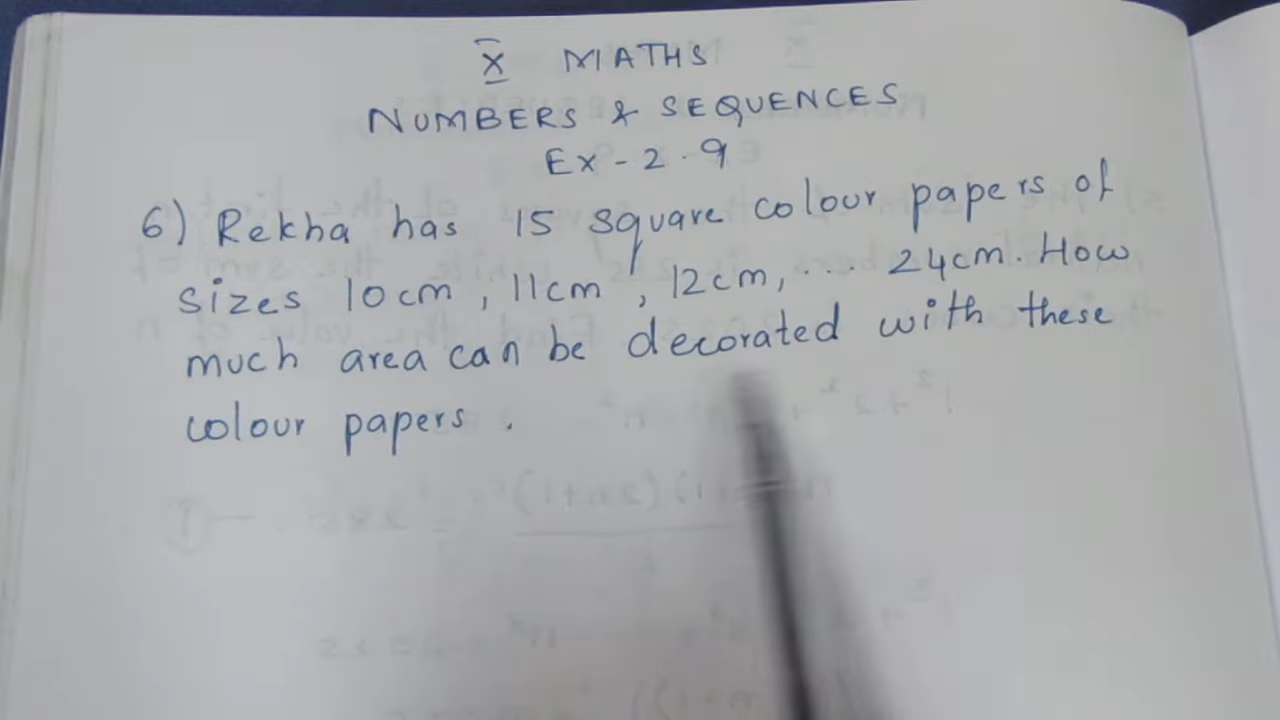 X MATHS
NUMBERS & SEQUENCES
Ex - 2.9
6) Rekha has 15 square colour papers of
sizes 10cm, 11cm, 12cm, ... 24cm. How
much area can be decorated with these
colour papers.